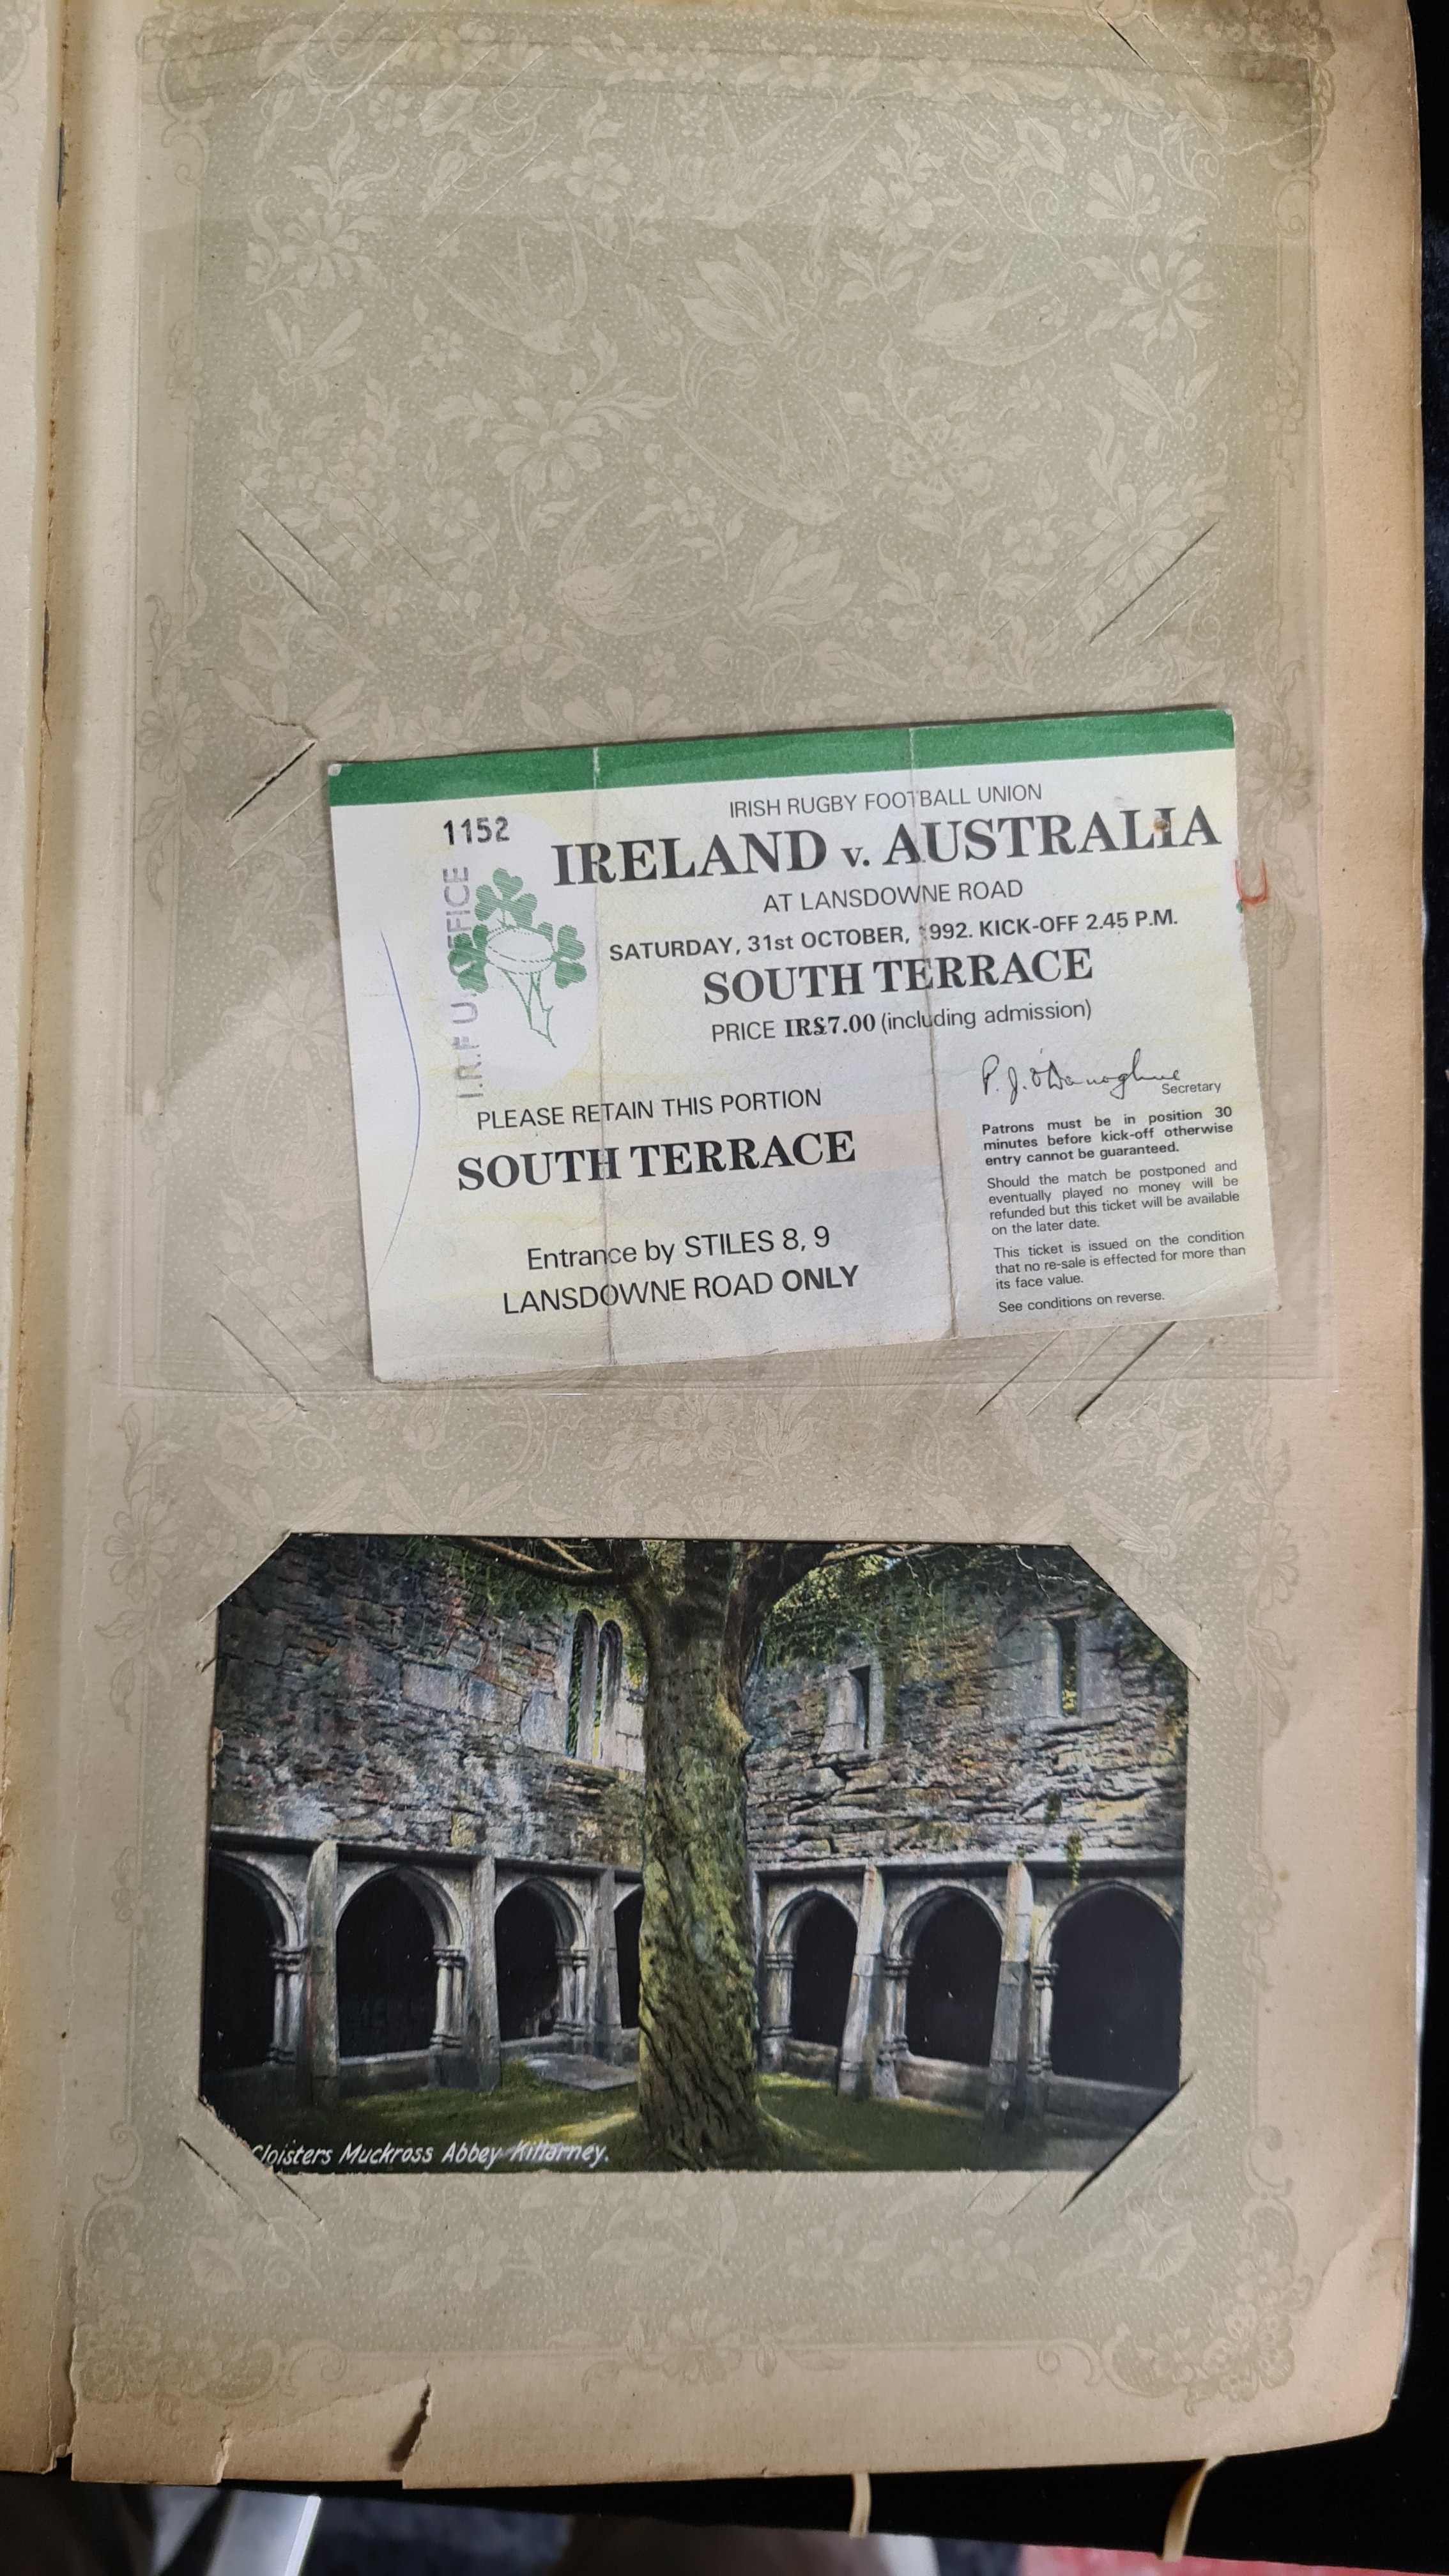 1152
I.R.F.U. OFFICE
IRISH RUGBY FOOTBALL UNION
IRELAND v. AUSTRALIA
AT LANSDOWNE ROAD
SATURDAY, 31st OCTOBER, 1992. KICK-OFF 2.45 P.M.
SOUTH TERRACE
PRICE IR£7.00 (including admission)
P. J. O'Donoghue
Secretary
PLEASE RETAIN THIS PORTION
SOUTH TERRACE
Entrance by STILES 8, 9
LANSDOWNE ROAD ONLY
Patrons must be in position 30
minutes before kick-off otherwise
entry cannot be guaranteed.
Should the match be postponed and
eventually played no money will be
refunded but this ticket will be available
on the later date.
This ticket is issued on the condition
that no re-sale is effected for more than
its face value.
See conditions on reverse.
Cloisters Muckross Abbey Killarney.